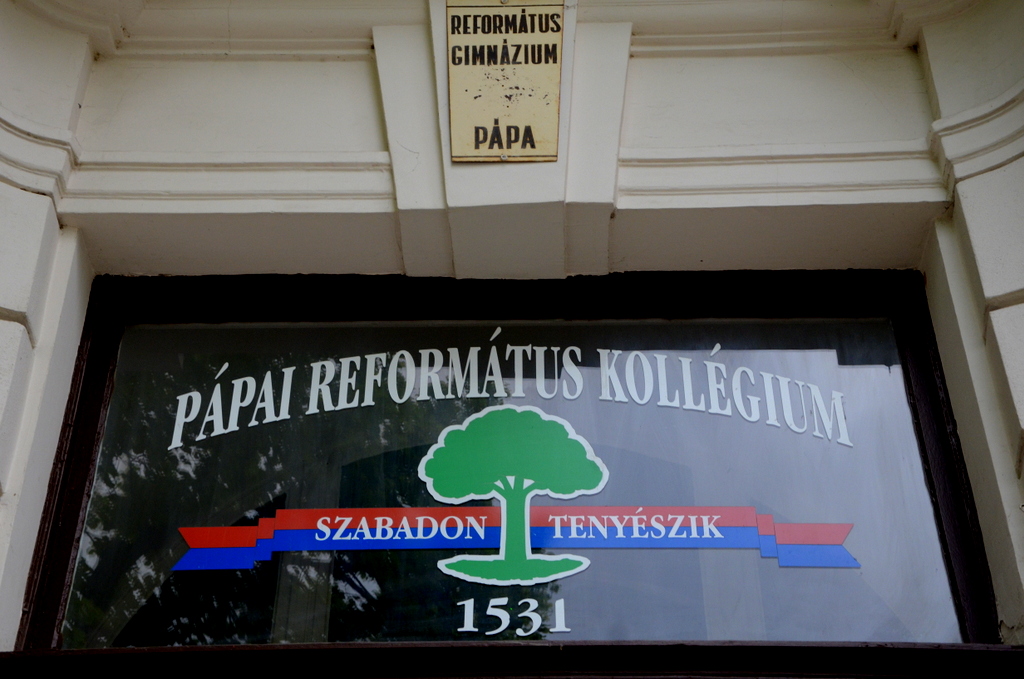 REFORMÁTUS
GIMNÁZIUM
PÁPA
PÁPAI REFORMÁTUS KOLLÉGIUM
SZABADON TENYÉSZIK
1531